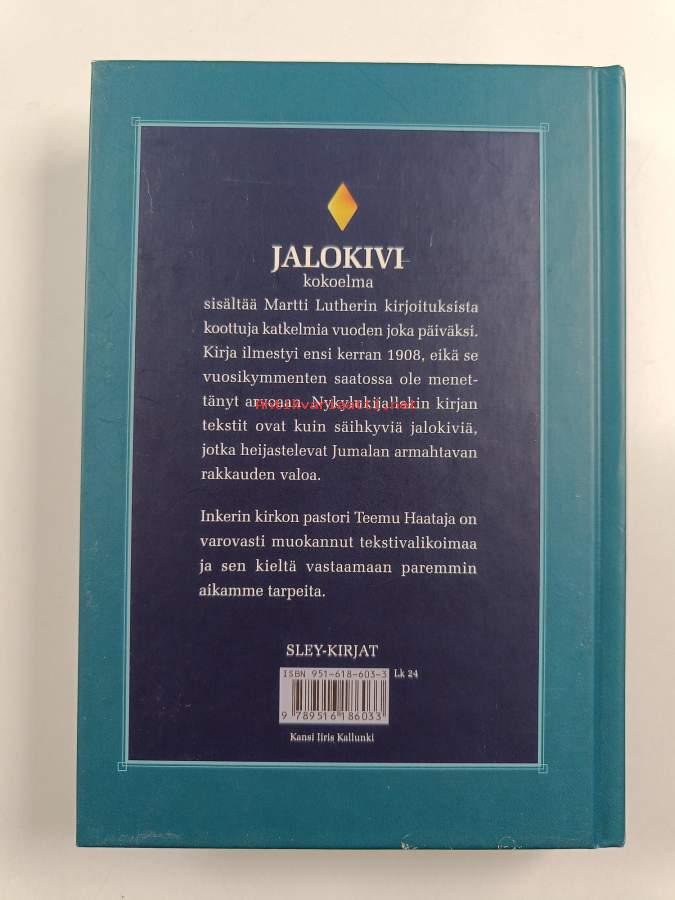 JALOKIVI
kokoelma
sisältää Martti Lutherin kirjoituksista
koottuja katkelmia vuoden joka päiväksi.
Kirja ilmestyi ensi kerran 1908, eikä se
vuosikymmenten saatossa ole menet-
tänyt arvoaan. Nykylukijallekin kirjan
tekstit ovat kuin säihkyviä jalokiviä,
jotka heijastelevat Jumalan armahtavan
rakkauden valoa.
Inkerin kirkon pastori Teemu Haataja on
varovasti muokannut tekstivalikoimaa
ja sen kieltä vastaamaan paremmin
aikamme tarpeita.
SLEY-KIRJAT
ISBN 951-618-603-3 Lk 24
9 789516 186033
Kansi Iiris Kallunki